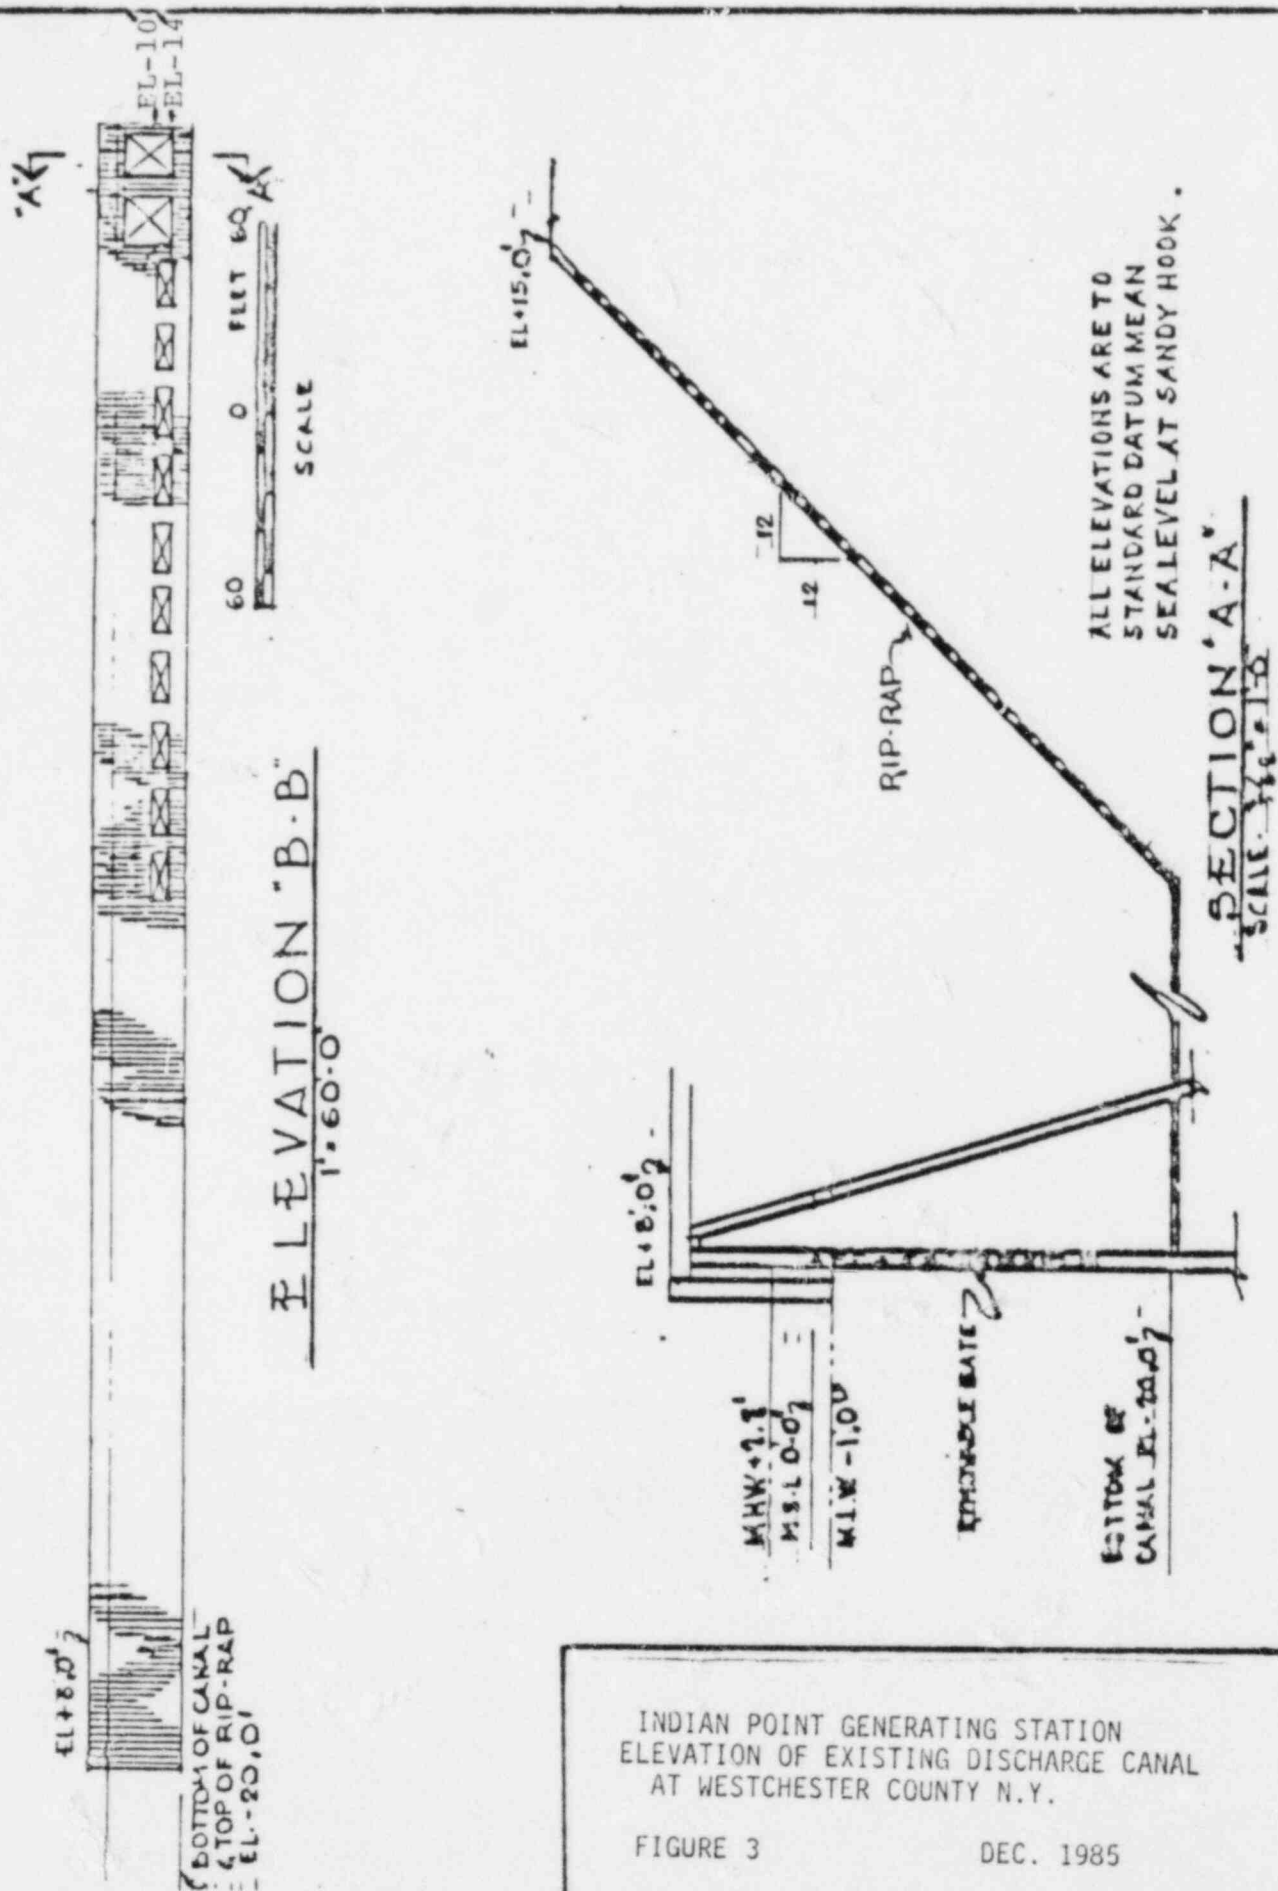 "A"
EL-10
EL-14
EL+8.0'
BOTTOM OF CANAL
& TOP OF RIP-RAP
EL.-20.0'
60 0 FEET 60
"A"
SCALE
ELEVATION "B-B"
1"=60'-0"
EL+15.0'
12
12
RIP-RAP
EL+8.0'
M.S.L 0.0'
MLW -1.0'
BOTTOM OF
CANAL EL-20.0'
ALL ELEVATIONS ARE TO
STANDARD DATUM MEAN
SEA LEVEL AT SANDY HOOK.
SECTION "A-A"
SCALE
INDIAN POINT GENERATING STATION
ELEVATION OF EXISTING DISCHARGE CANAL
AT WESTCHESTER COUNTY N.Y.
FIGURE 3 DEC. 1985